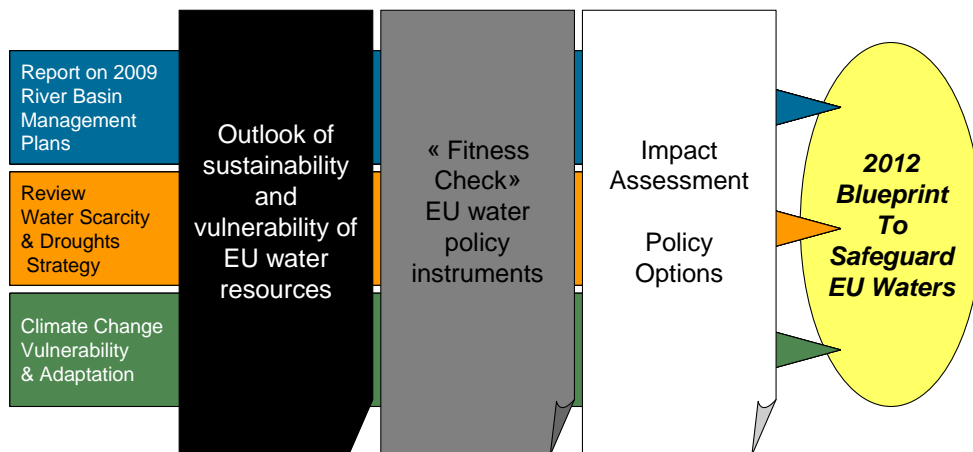 Report on 2009
River Basin
Management
Plans
Review
Water Scarcity
& Droughts
Strategy
Climate Change
Vulnerability
& Adaptation
Outlook of
sustainability
and
vulnerability of
EU water
resources
« Fitness
Check»
EU water
policy
instruments
Impact
Assessment
Policy
Options
2012
Blueprint
To
Safeguard
EU Waters